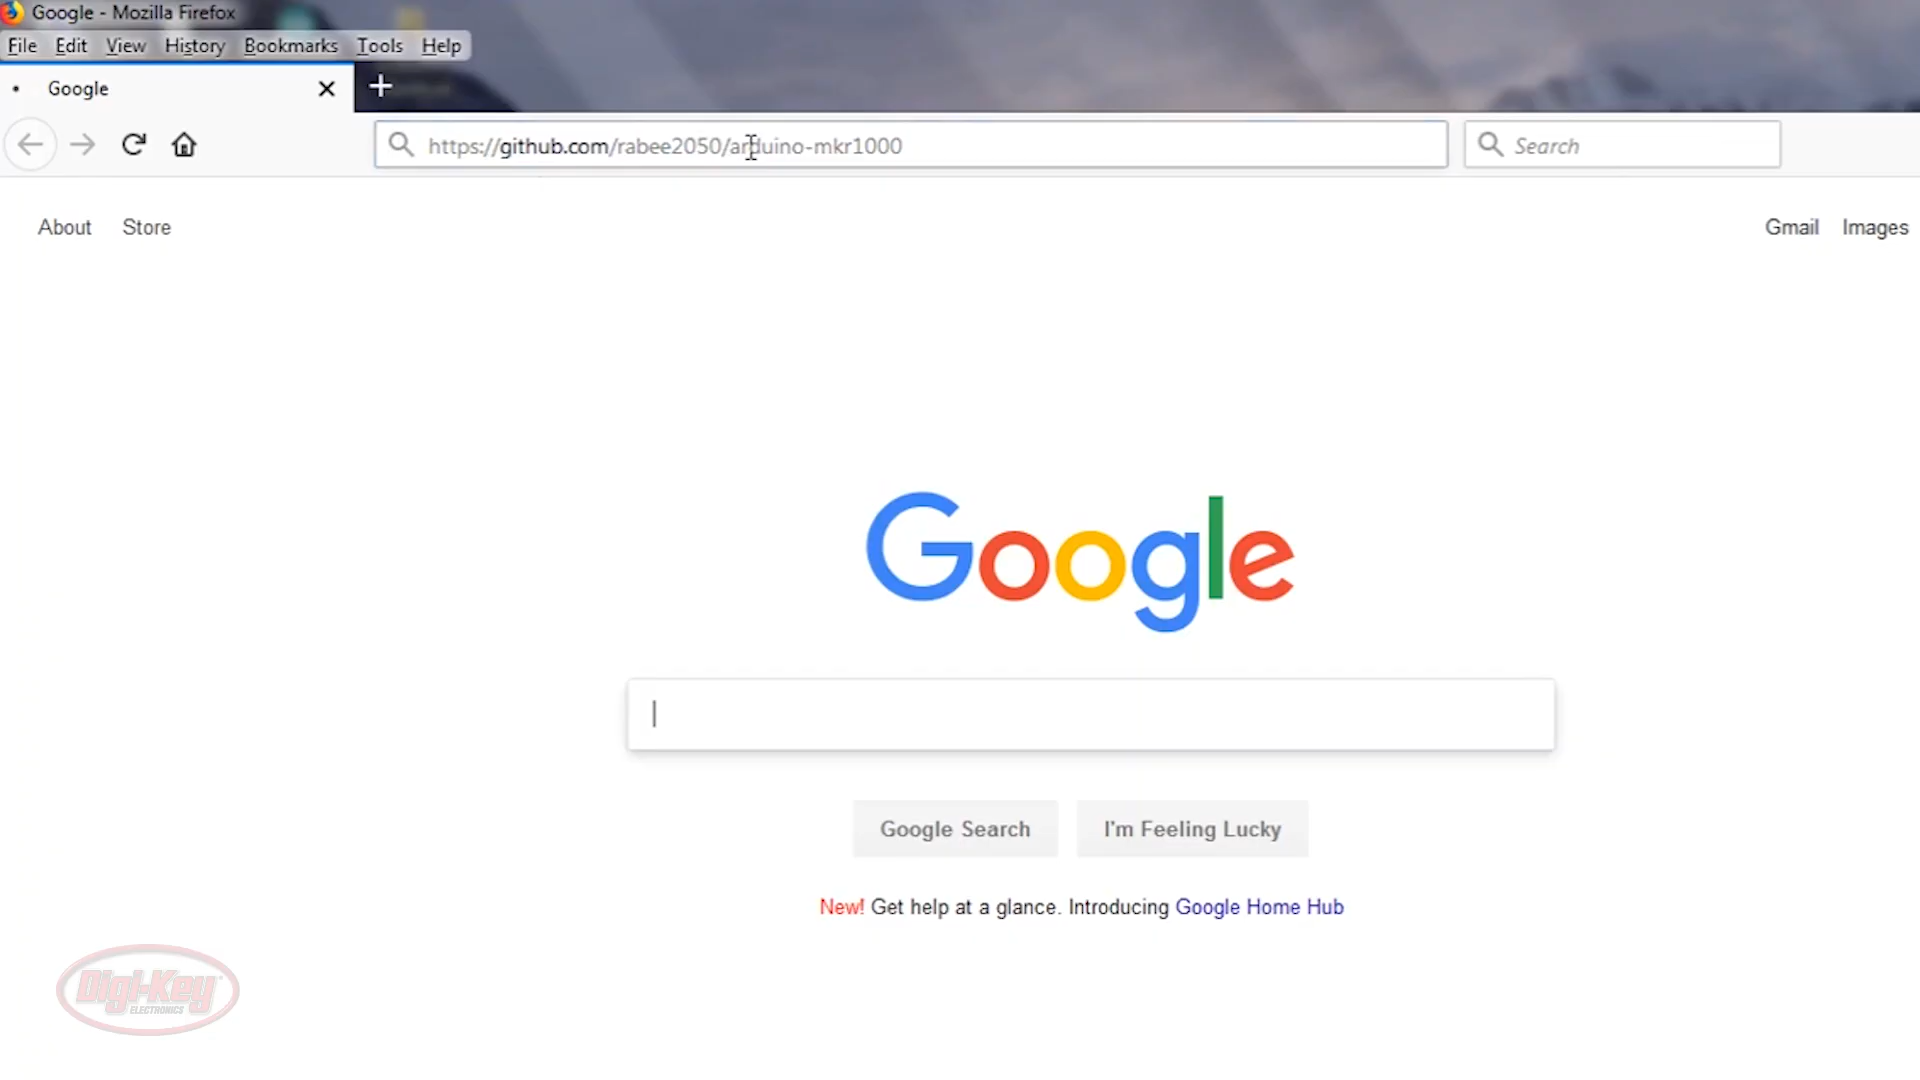 Google - Mozilla Firefox
File Edit View History Bookmarks Tools Help
Google
https://github.com/rabee2050/arduino-mkr1000
Search
About Store
Gmail Images
Google
Google Search
I'm Feeling Lucky
New! Get help at a glance. Introducing Google Home Hub
Digi-Key
ELECTRONICS